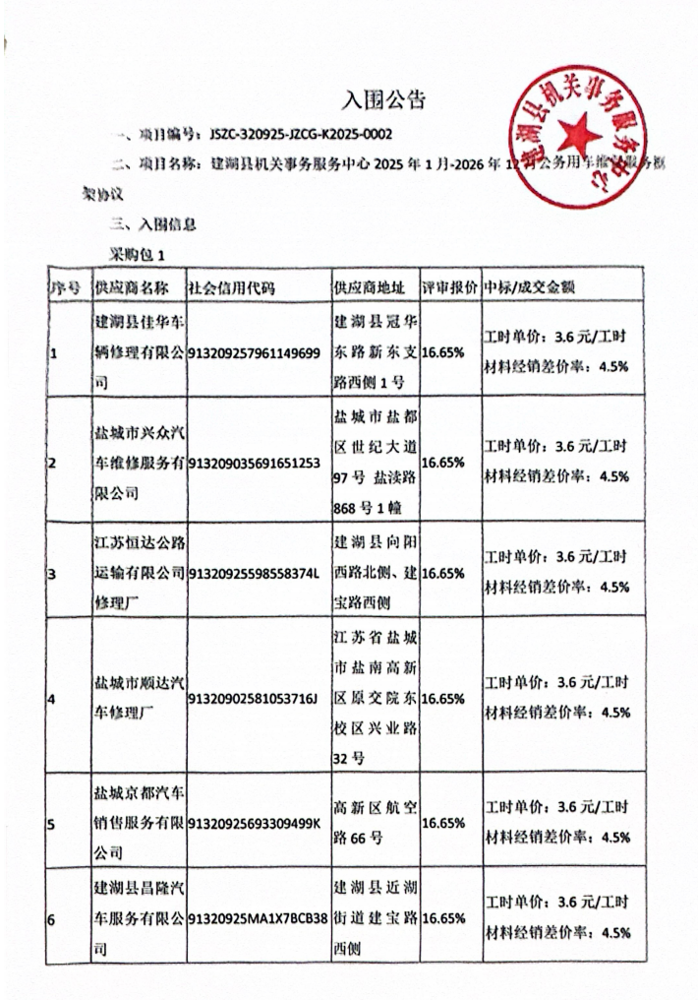 入围公告
建湖县机关事务服务中心
一、项目编号：JSZC-320925-JZCG-K2025-0002
二、项目名称：建湖县机关事务服务中心 2025 年 1 月-2026 年 12 月公务用车维修服务框
架协议
三、入围信息
采购包 1
序号 供应商名称 社会信用代码 供应商地址 评审报价 中标/成交金额
1
建湖县佳华车
辆修理有限公
司
913209257961149699
建湖县冠华
东路新东支
路西侧 1 号
16.65%
工时单价：3.6 元/工时
材料经销差价率：4.5%
2
盐城市兴众汽
车维修服务有
限公司
913209035691651253
盐城市盐都
区世纪大道
97 号 盐渎路
868 号 1 幢
16.65%
工时单价：3.6 元/工时
材料经销差价率：4.5%
3
江苏恒达公路
运输有限公司
修理厂
91320925598558374L
建湖县向阳
西路北侧、建
宝路西侧
16.65%
工时单价：3.6 元/工时
材料经销差价率：4.5%
4
盐城市顺达汽
车修理厂
91320902581053716J
江苏省盐城
市盐南高新
区原交院东
校区兴业路
32 号
16.65%
工时单价：3.6 元/工时
材料经销差价率：4.5%
5
盐城京都汽车
销售服务有限
公司
91320925693309499K
高新区航空
路 66 号
16.65%
工时单价：3.6 元/工时
材料经销差价率：4.5%
6
建湖县昌隆汽
车服务有限公
司
91320925MA1X7BCB38
建湖县近湖
街道建宝路
西侧
16.65%
工时单价：3.6 元/工时
材料经销差价率：4.5%